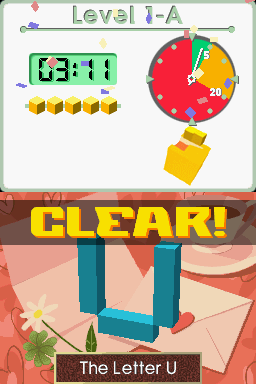 Level 1-A
03:11
5
20
CLEAR!
The Letter U